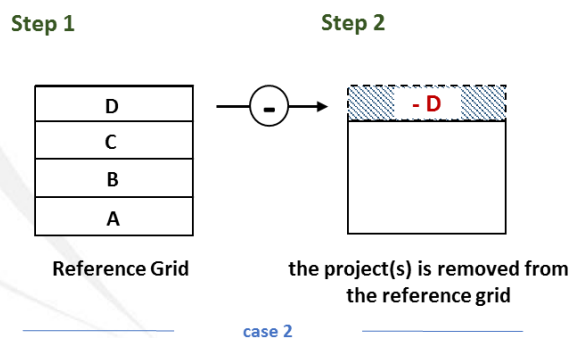 Step 1
Step 2
D
C
B
A
-
- D
Reference Grid
the project(s) is removed from
the reference grid
case 2